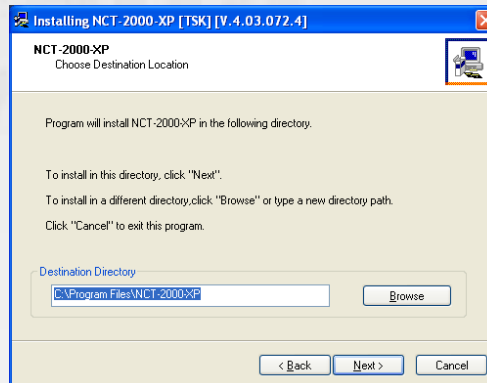 Installing NCT-2000-XP [TSK] [V.4.03.072.4]
NCT-2000-XP
Choose Destination Location
Program will install NCT-2000-XP in the following directory.
To install in this directory, click "Next".
To install in a different directory,click "Browse" or type a new directory path.
Click "Cancel" to exit this program.
Destination Directory
C:\Program Files\NCT-2000-XP
Browse
< Back
Next >
Cancel